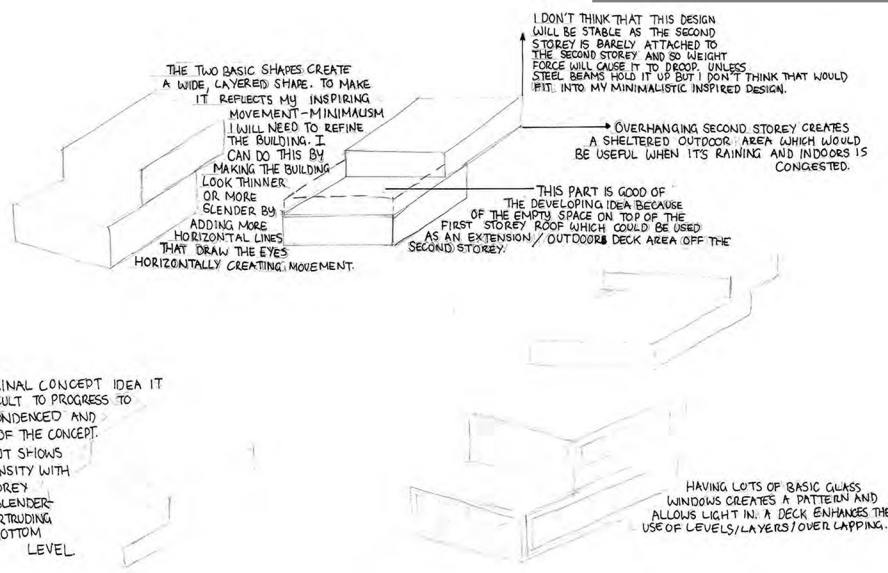 THE TWO BASIC SHAPES CREATE
A WIDE, LAYERED SHAPE. TO MAKE
IT REFLECTS MY INSPIRING
MOVEMENT - MINIMALISM
I WILL NEED TO REFINE
THE BUILDING. I
CAN DO THIS BY
MAKING THE BUILDING
LOOK THINNER
OR MORE
SLENDER BY
ADDING MORE
HORIZONTAL LINES
THAT DRAW THE EYES
HORIZONTALLY CREATING MOVEMENT.
I DON'T THINK THAT THIS DESIGN
WILL BE STABLE AS THE SECOND
STOREY IS BARELY ATTACHED TO
THE SECOND STOREY AND SO WEIGHT
FORCE WILL CAUSE IT TO DROOP. UNLESS
STEEL BEAMS HOLD IT UP BUT I DON'T THINK THAT WOULD
FIT INTO MY MINIMALISTIC INSPIRED DESIGN.
OVERHANGING SECOND STOREY CREATES
A SHELTERED OUTDOOR AREA WHICH WOULD
BE USEFUL WHEN IT'S RAINING AND INDOORS IS
CONGESTED.
THIS PART IS GOOD OF
THE DEVELOPING IDEA BECAUSE
OF THE EMPTY SPACE ON TOP OF THE
FIRST STOREY ROOF WHICH COULD BE USED
AS AN EXTENSION / OUTDOORS DECK AREA OFF THE
SECOND STOREY.
INAL CONCEPT IDEA IT
CULT TO PROGRESS TO
ONDENCED AND
OF THE CONCEPT.
IT SHOWS
NSITY WITH
OREY
SLENDER-
RTRUDING
OTTOM
LEVEL
HAVING LOTS OF BASIC GLASS
WINDOWS CREATES A PATTERN AND
ALLOWS LIGHT IN. A DECK ENHANCES THE
USE OF LEVELS/LAYERS/OVER LAPPING.